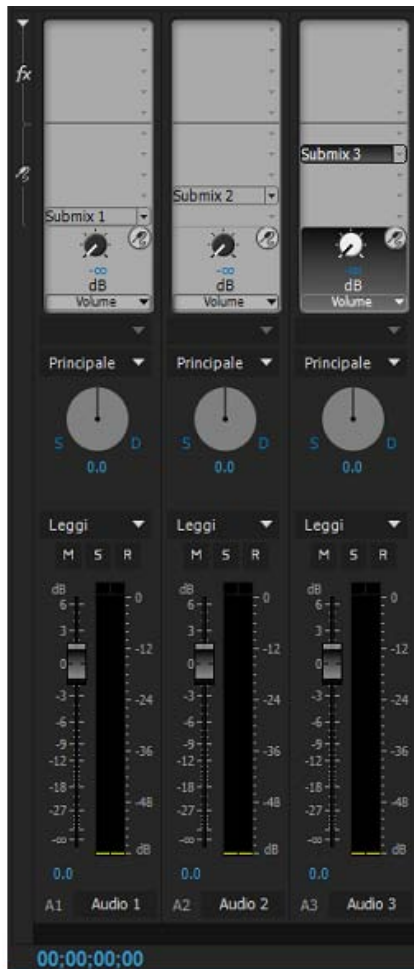 fx
Submix 3
Submix 2
Submix 1
-∞ -∞ -∞
dB dB dB
Volume Volume Volume
Principale Principale Principale
S D S D S D
0.0 0.0 0.0
Leggi Leggi Leggi
M S R M S R M S R
dB dB dB
6 0 6 0 6 0
3 3 3
-12 -12 -12
0 0 0
-3 -24 -3 -24 -3 -24
-6 -6 -6
-9 -36 -9 -36 -9 -36
-12 -12 -12
-18 -48 -18 -48 -18 -48
-27 -27 -27
-∞ dB -∞ dB -∞ dB
0.0 0.0 0.0
A1 Audio 1 A2 Audio 2 A3 Audio 3
00;00;00;00